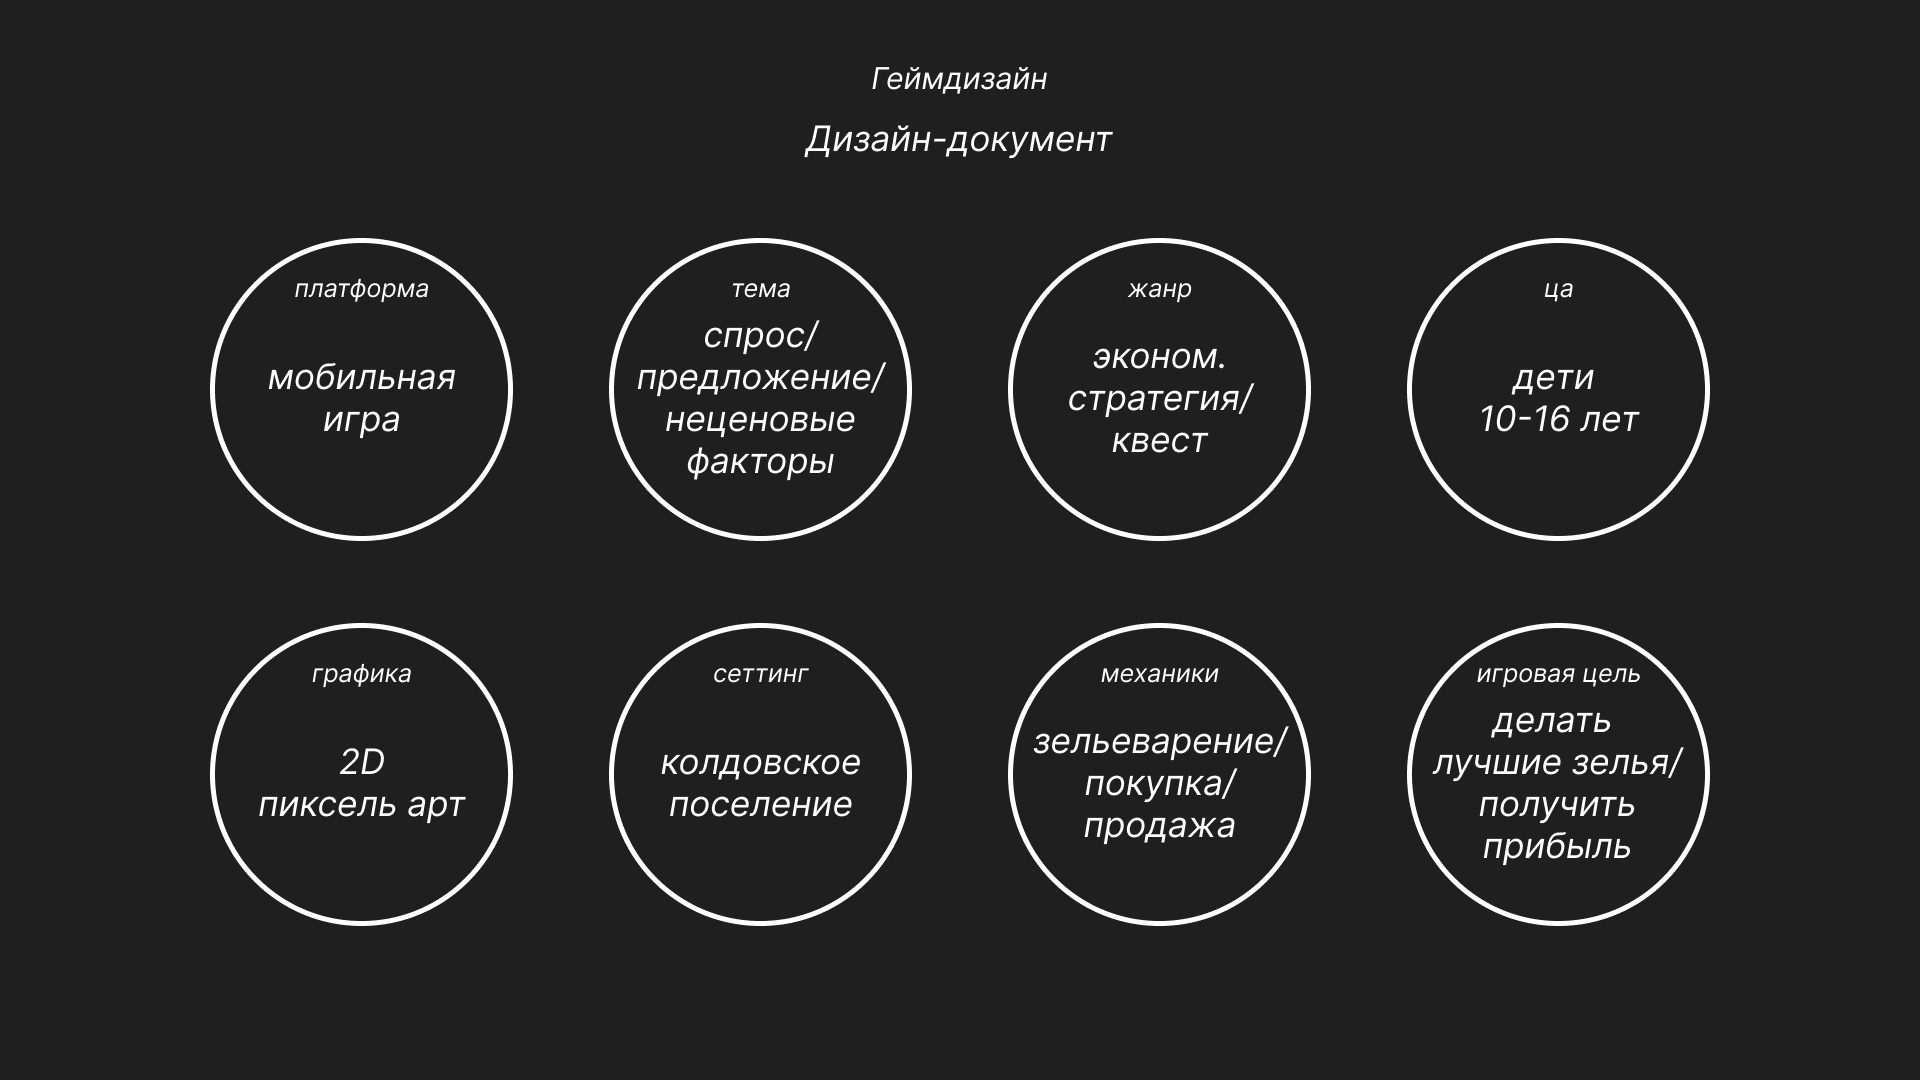 Геймдизайн
Дизайн-документ
платформа
мобильная
игра
тема
спрос/
предложение/
неценовые
факторы
жанр
эконом.
стратегия/
квест
ца
дети
10-16 лет
графика
2D
пиксель арт
сеттинг
колдовское
поселение
механики
зельеварение/
покупка/
продажа
игровая цель
делать
лучшие зелья/
получить
прибыль